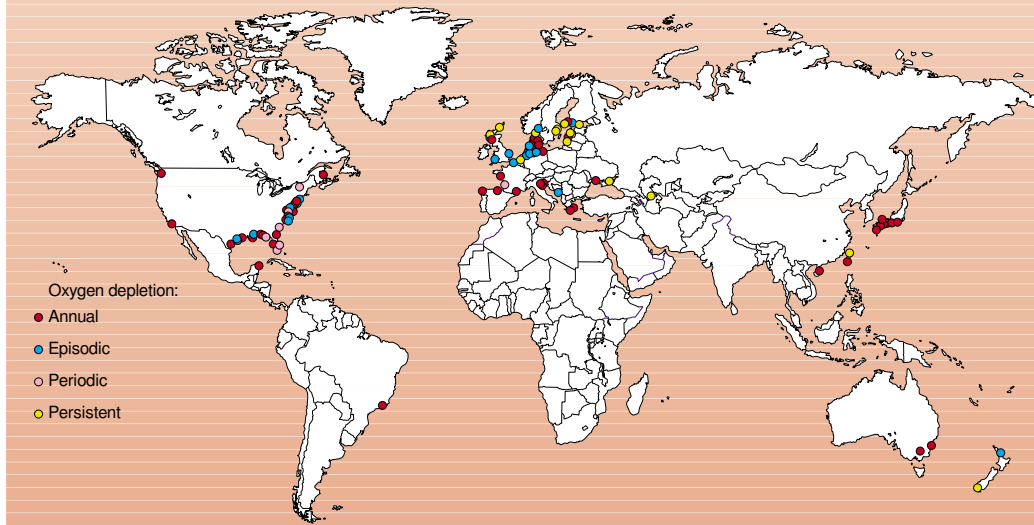 Oxygen depletion:
Annual
Episodic
Periodic
Persistent